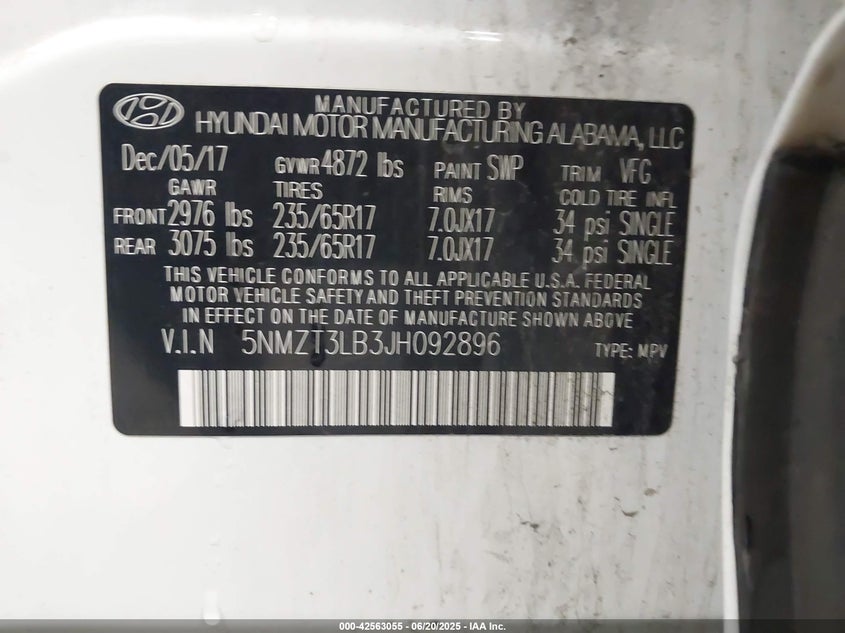 MANUFACTURED BY
HYUNDAI MOTOR MANUFACTURING ALABAMA, LLC
Dec/05/17 GVWR 4872 lbs PAINT SWP TRIM VFG
GAWR TIRES RIMS COLD TIRE INFL
FRONT 2976 lbs 235/65R17 7.0JX17 34 psi SINGLE
REAR 3075 lbs 235/65R17 7.0JX17 34 psi SINGLE
THIS VEHICLE CONFORMS TO ALL APPLICABLE U.S.A. FEDERAL
MOTOR VEHICLE SAFETY AND THEFT PREVENTION STANDARDS
IN EFFECT ON THE DATE OF MANUFACTURE SHOWN ABOVE
V.I.N 5NMZT3LB3JH092896 TYPE: MPV
000-42563055 - 06/20/2025 - IAA Inc.